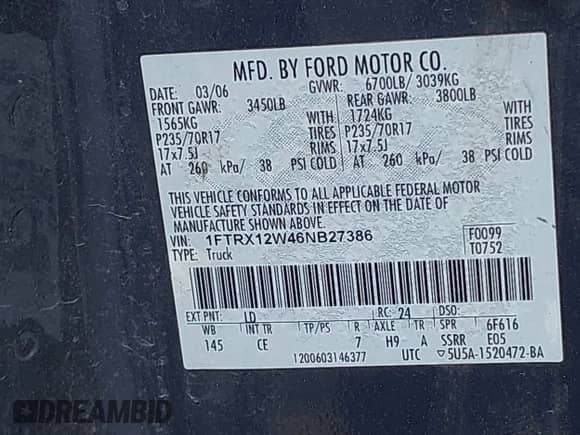 MFD. BY FORD MOTOR CO.
DATE: 03/06 GVWR: 6700LB/ 3039KG
FRONT GAWR: 3450LB REAR GAWR: 3800LB
1565KG WITH 1724KG WITH
P235/70R17 TIRES P235/70R17 TIRES
17x7.5J RIMS 17x7.5J RIMS
AT 260 kPa/ 38 PSI COLD AT 260 kPa/ 38 PSI COLD
THIS VEHICLE CONFORMS TO ALL APPLICABLE FEDERAL MOTOR
VEHICLE SAFETY STANDARDS IN EFFECT ON THE DATE OF
MANUFACTURE SHOWN ABOVE.
VIN: 1FTRX12W46NB27386 F0099
TYPE: Truck T0752
EXT PNT: LD RC: 24 DSO:
WB INT TR TP/PS R AXLE TR SPR 6F616
145 CE 7 H9 A SSRR E05
1200603146377 UTC ▽5U5A-1520472-BA
DREAMBID